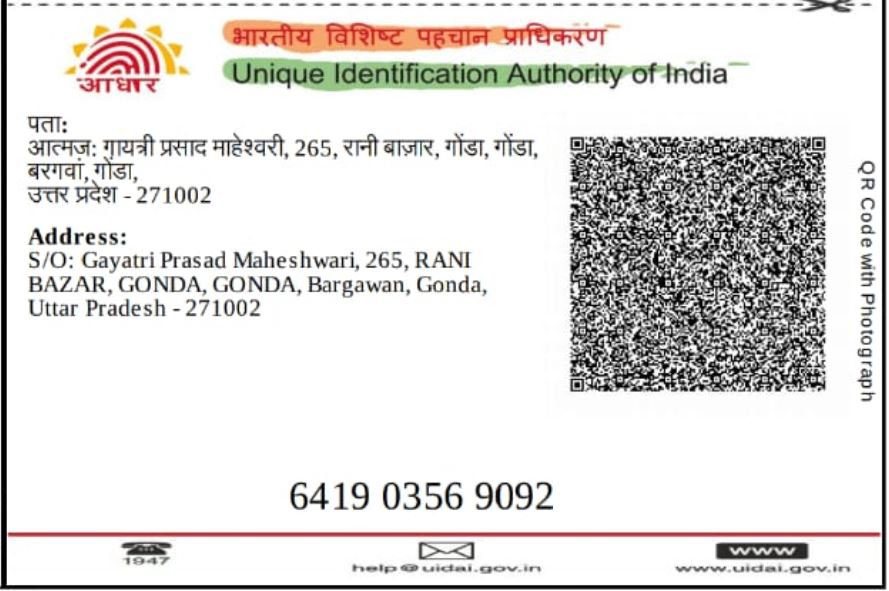 आधार
भारतीय विशिष्ट पहचान प्राधिकरण
Unique Identification Authority of India
पता:
आत्मज: गायत्री प्रसाद माहेश्वरी, 265, रानी बाज़ार, गोंडा, गोंडा,
बरगवां, गोंडा,
उत्तर प्रदेश - 271002
Address:
S/O: Gayatri Prasad Maheshwari, 265, RANI
BAZAR, GONDA, GONDA, Bargawan, Gonda,
Uttar Pradesh - 271002
QR Code with Photograph
6419 0356 9092
1947
help@uidai.gov.in
www
www.uidai.gov.in